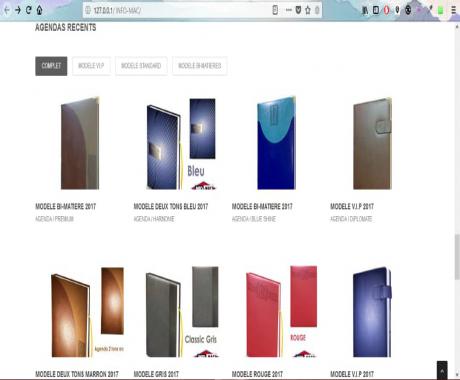 127.0.0.1/INFO-MAC/
AGENDAS RECENTS
COMPLET
MODELE V.I.P
MODELE STANDARD
MODELE BI-MATIERES
Bleu
MODELE BI-MATIERE 2017
AGENDA / PREMIUM
MODELE DEUX TONS BLEU 2017
AGENDA / HARMONIE
MODELE BI-MATIERE 2017
AGENDA / BLUE SHINE
MODELE V.I.P 2017
AGENDA / DIPLOMATE
Agenda 2 tons en
Classic Gris
ROUGE
MODELE DEUX TONS MARRON 2017
MODELE GRIS 2017
MODELE ROUGE 2017
MODELE V.I.P 2017